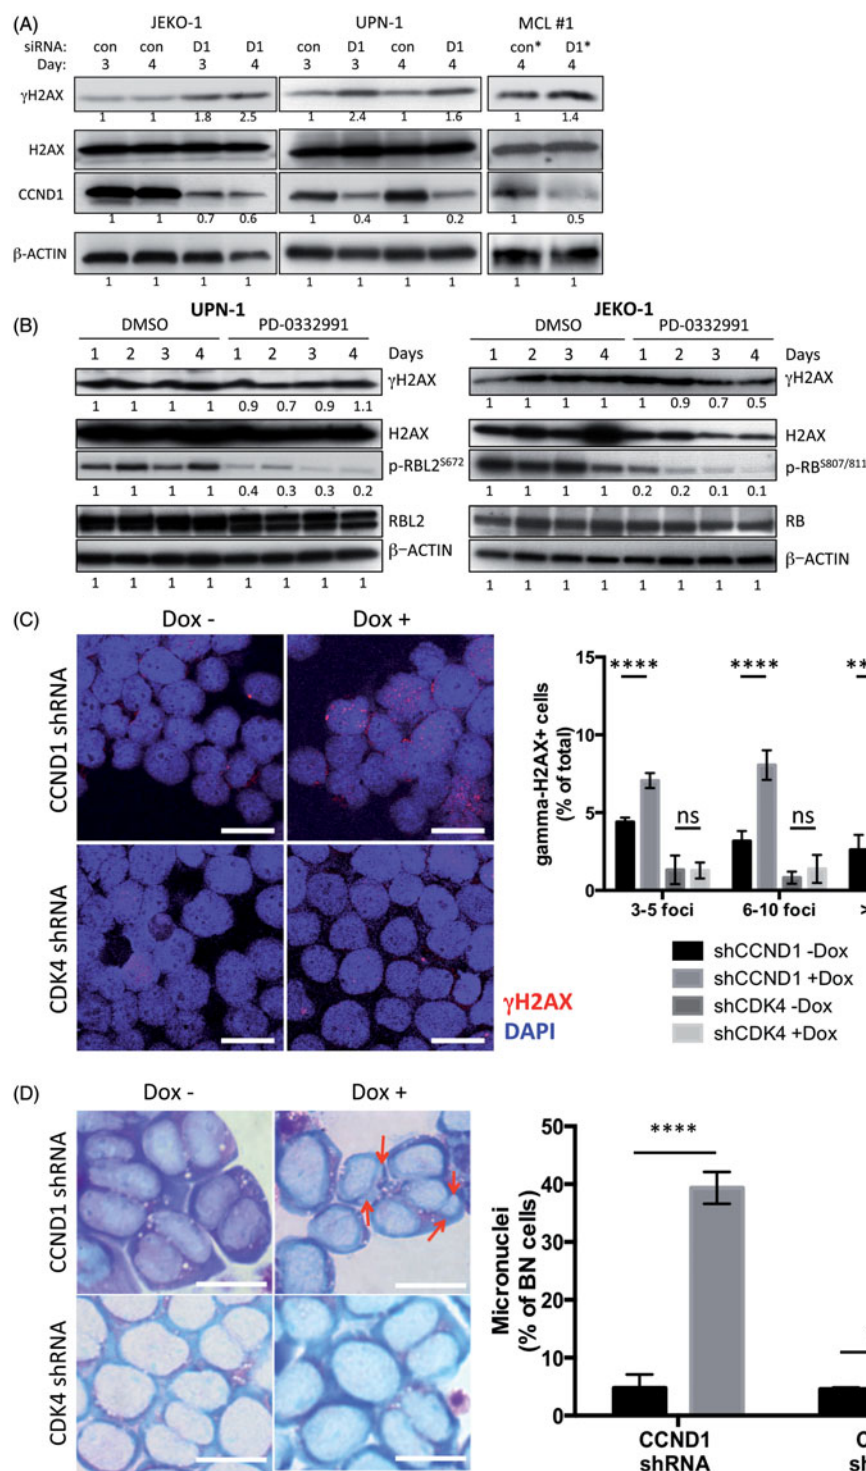 (A)
JEKO-1 UPN-1 MCL #1
siRNA: con con D1 D1 con D1 con D1 con* D1*
Day: 3 4 3 4 3 3 4 4 4 4
γH2AX
1 1 1.8 2.5 1 2.4 1 1.6 1 1.4
H2AX
CCND1
1 1 0.7 0.6 1 0.4 1 0.2 1 0.5
β-ACTIN
1 1 1 1 1 1 1 1 1 1
(B)
UPN-1 JEKO-1
DMSO PD-0332991 DMSO PD-0332991
1 2 3 4 1 2 3 4 Days 1 2 3 4 1 2 3 4 Days
γH2AX γH2AX
1 1 1 1 0.9 0.7 0.9 1.1 1 1 1 1 1 0.9 0.7 0.5
H2AX H2AX
p-RBL2S672 p-RBS807/811
1 1 1 1 0.4 0.3 0.3 0.2 1 1 1 1 0.2 0.2 0.1 0.1
RBL2 RB
β-ACTIN β-ACTIN
1 1 1 1 1 1 1 1 1 1 1 1 1 1 1 1
(C)
Dox - Dox +
CCND1 shRNA
CDK4 shRNA
γH2AX
DAPI
gamma-H2AX+ cells
(% of total)
15
10
5
0
**** **** **
ns ns
3-5 foci 6-10 foci >
shCCND1 -Dox
shCCND1 +Dox
shCDK4 -Dox
shCDK4 +Dox
(D)
Dox - Dox +
CCND1 shRNA
CDK4 shRNA
Micronuclei
(% of BN cells)
50
40
30
20
10
0
****
CCND1 C
shRNA sh